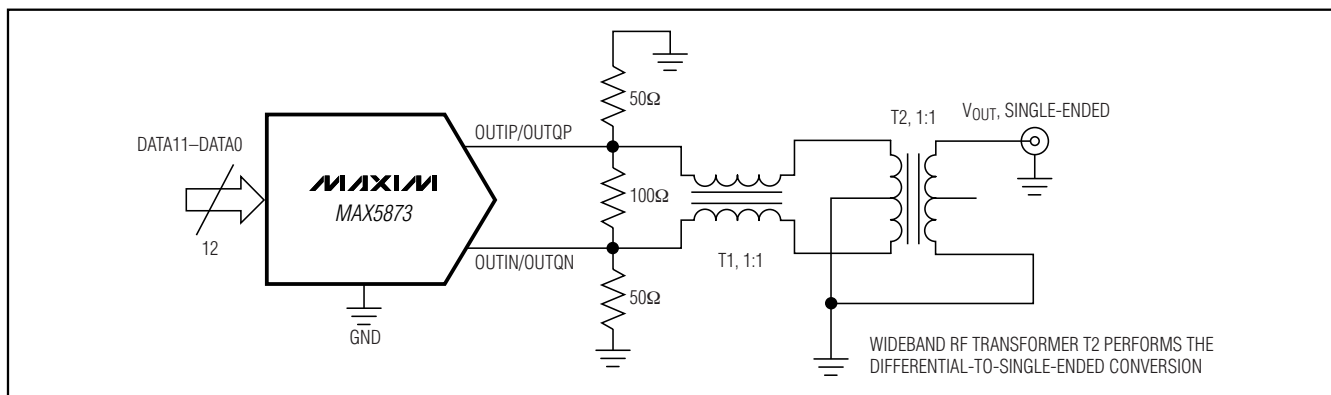 50Ω
T2, 1:1
VOUT, SINGLE-ENDED
OUTIP/OUTQP
DATA11–DATA0
MAXIM
MAX5873
100Ω
12
OUTIN/OUTQN
T1, 1:1
50Ω
GND
WIDEBAND RF TRANSFORMER T2 PERFORMS THE
DIFFERENTIAL-TO-SINGLE-ENDED CONVERSION